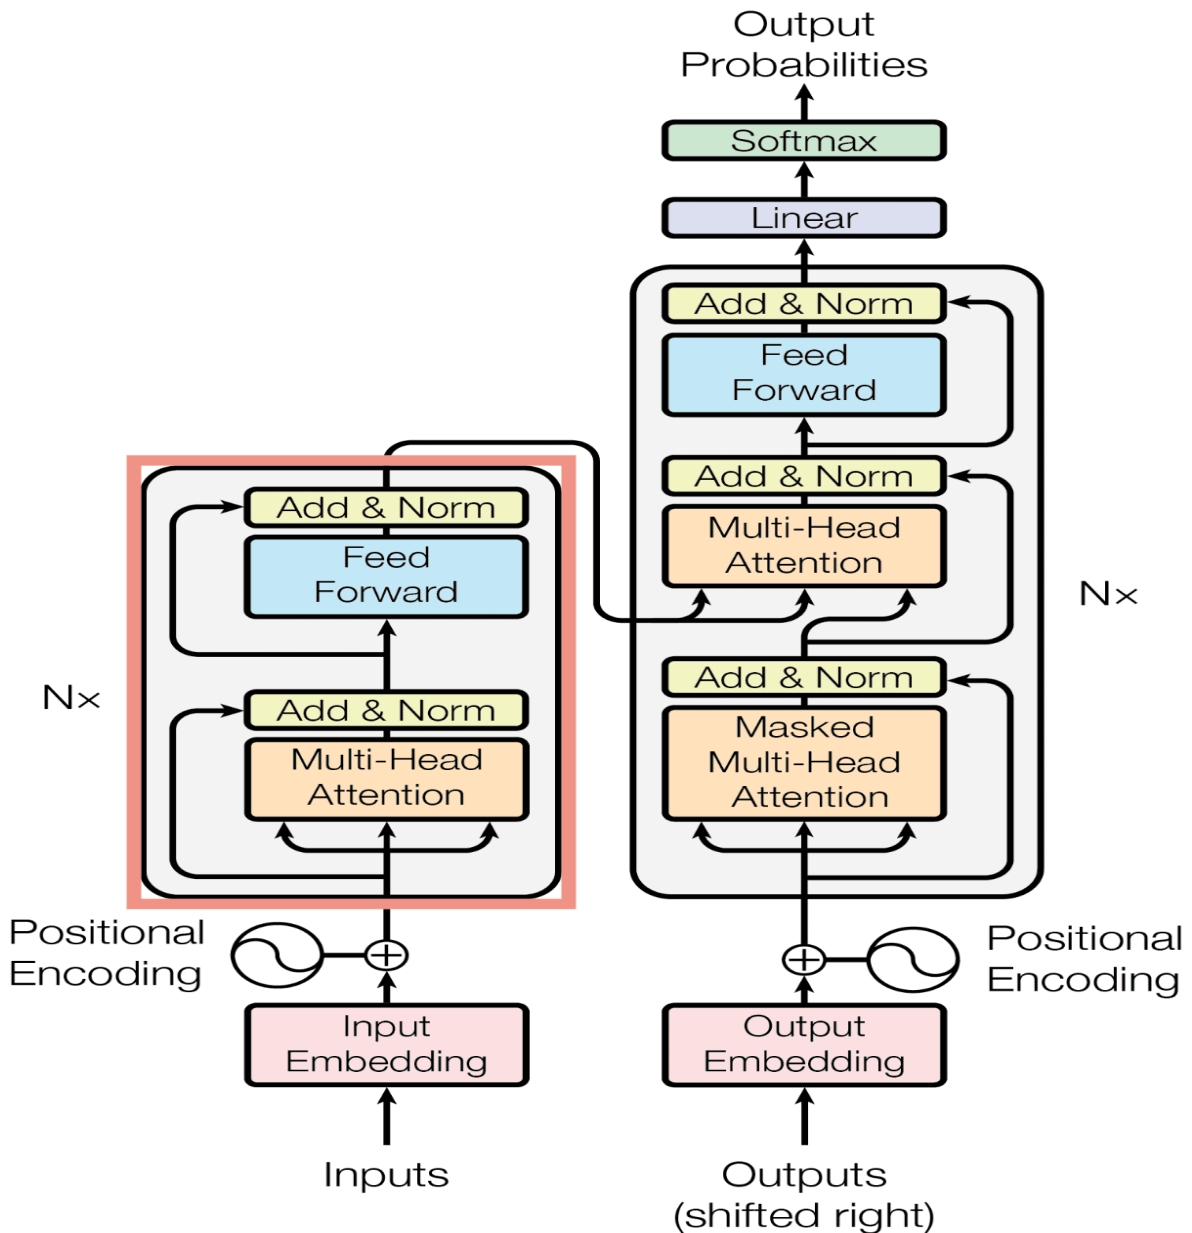 Output
Probabilities
Softmax
Linear
Add & Norm
Feed
Forward
Add & Norm
Multi-Head
Attention
Nx
Add & Norm
Masked
Multi-Head
Attention
Add & Norm
Feed
Forward
Nx
Add & Norm
Multi-Head
Attention
Positional
Encoding
Positional
Encoding
Input
Embedding
Output
Embedding
Inputs
Outputs
(shifted right)